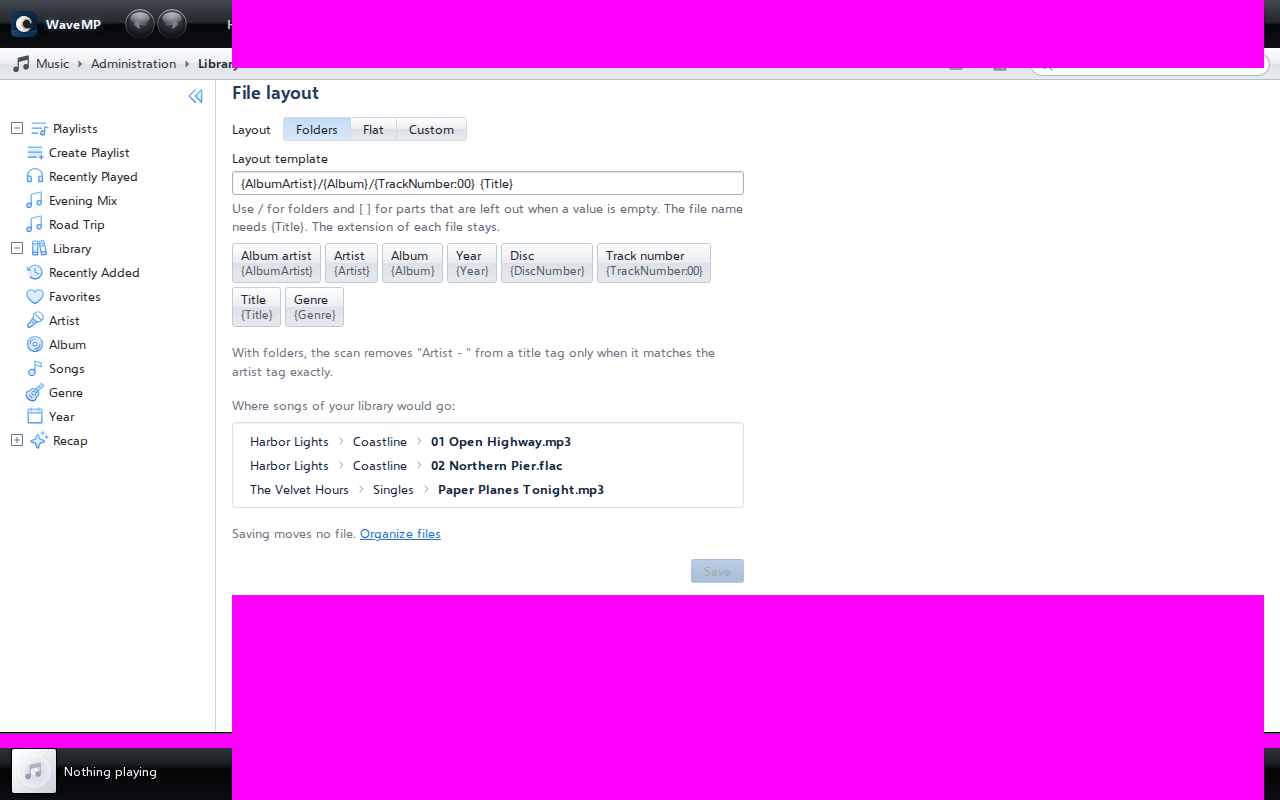 WaveMP
Music
Administration
Library
File layout
Layout
Folders
Flat
Custom
Layout template
{AlbumArtist}/{Album}/{TrackNumber:00} {Title}
Use / for folders and [ ] for parts that are left out when a value is empty. The file name
needs {Title}. The extension of each file stays.
Album artist
{AlbumArtist}
Artist
{Artist}
Album
{Album}
Year
{Year}
Disc
{DiscNumber}
Track number
{TrackNumber:00}
Title
{Title}
Genre
{Genre}
With folders, the scan removes "Artist - " from a title tag only when it matches the
artist tag exactly.
Where songs of your library would go:
Harbor Lights > Coastline > 01 Open Highway.mp3
Harbor Lights > Coastline > 02 Northern Pier.flac
The Velvet Hours > Singles > Paper Planes Tonight.mp3
Saving moves no file. Organize files
Save
Playlists
Create Playlist
Recently Played
Evening Mix
Road Trip
Library
Recently Added
Favorites
Artist
Album
Songs
Genre
Year
Recap
Nothing playing